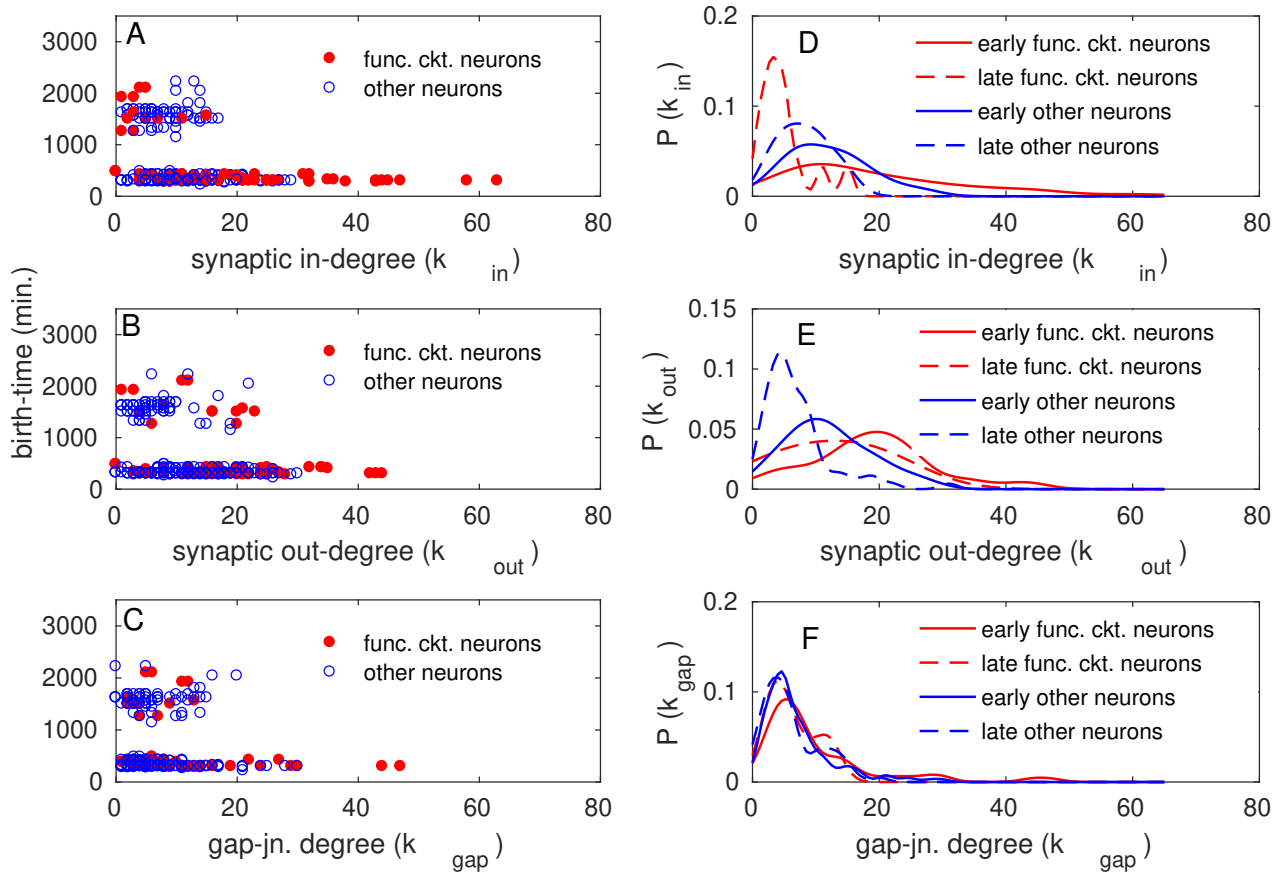 A
3500
3000
2000
1000
0
func. ckt neurons
other neurons
0 20 40 60 80
synaptic in-degree (k in)
D
0.2
0.1
0
P (k in)
early func. ckt neurons
late func. ckt. neurons
early other neurons
late other neurons
0 20 40 60 80
synaptic in-degree (k in)
birth-time (min.)
B
3000
2000
1000
0
func. ckt. neurons
other neurons
0 20 40 60 80
synaptic out-degree (k out)
E
0.15
0.1
0.05
0
P (k out)
early func. ckt. neurons
late func. ckt. neurons
early other neurons
late other neurons
0 20 40 60 80
synaptic out-degree (k out)
C
3000
2000
1000
0
func. ckt. neurons
other neurons
0 20 40 60 80
gap-jn. degree (k gap)
F
0.2
0.1
0
P (k gap)
early func. ckt. neurons
late func. ckt. neurons
early other neurons
late other neurons
0 20 40 60 80
gap-jn. degree (k gap)